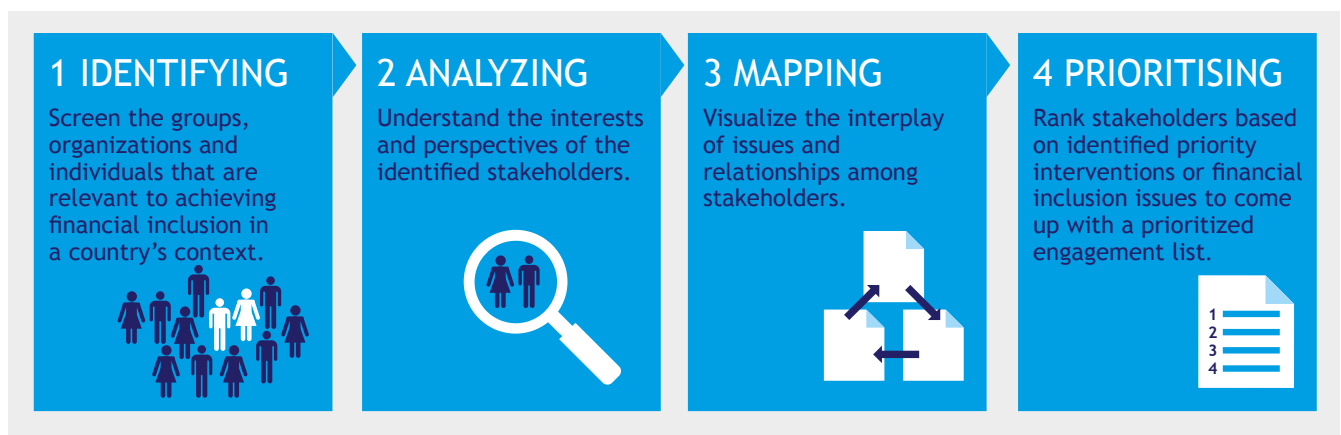 1 IDENTIFYING
Screen the groups,
organizations and
individuals that are
relevant to achieving
financial inclusion in
a country's context.
2 ANALYZING
Understand the interests
and perspectives of the
identified stakeholders.
3 MAPPING
Visualize the interplay
of issues and
relationships among
stakeholders.
4 PRIORITISING
Rank stakeholders based
on identified priority
interventions or financial
inclusion issues to come
up with a prioritized
engagement list.
1
2
3
4